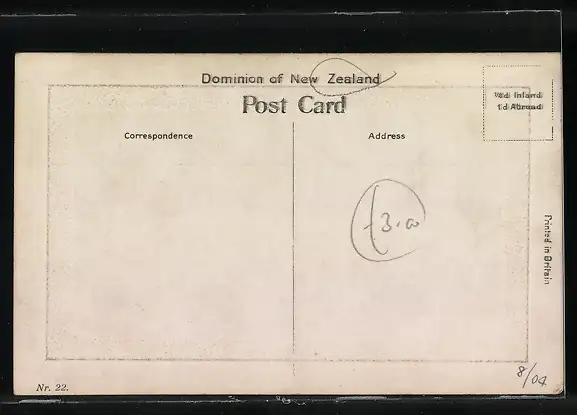 Dominion of New Zealand
Post Card
½d. Inland
1d Abroad
Correspondence
Address
£3.00
Printed in Britain
Nr. 22.
8/04